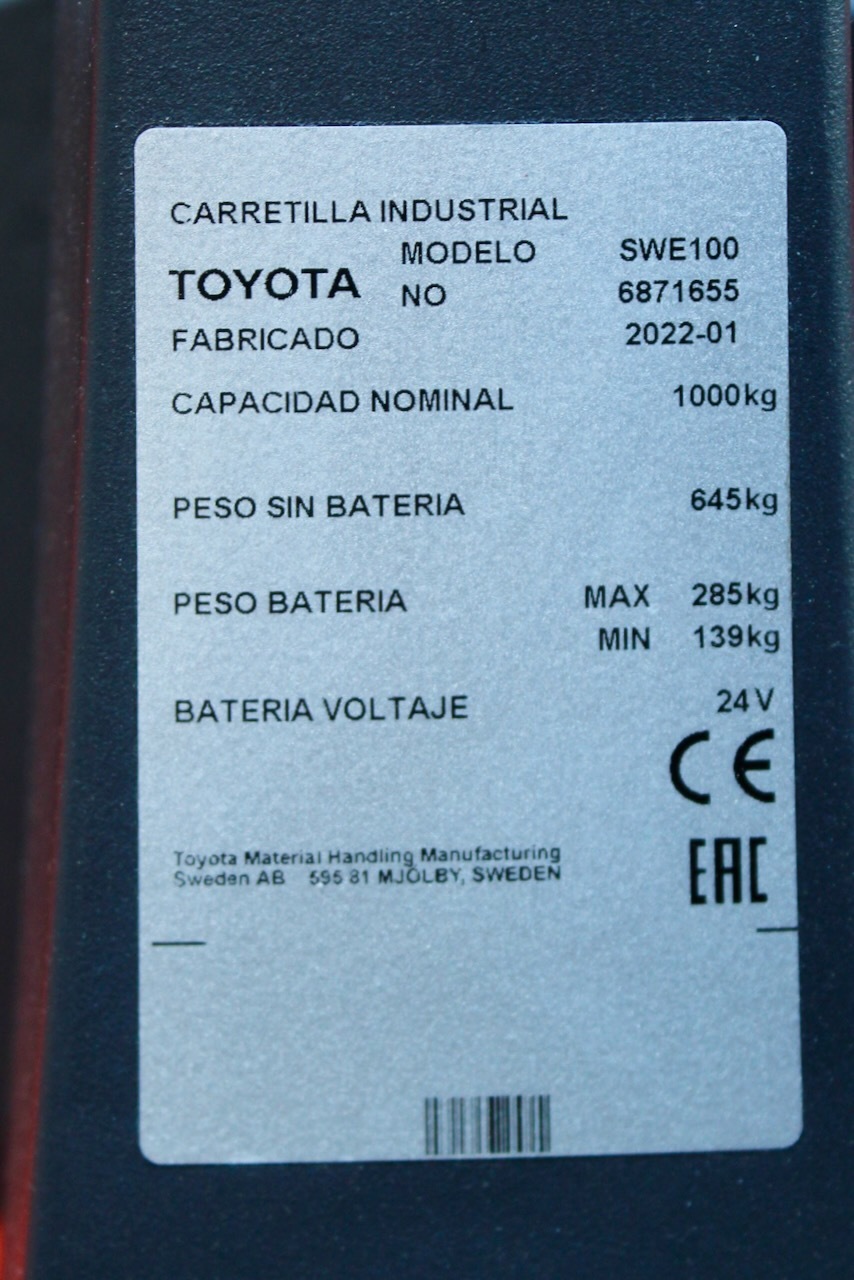 CARRETILLA INDUSTRIAL
MODELO SWE100
TOYOTA NO 6871655
FABRICADO 2022-01
CAPACIDAD NOMINAL 1000kg
PESO SIN BATERIA 645kg
PESO BATERIA MAX 285kg
MIN 139kg
BATERIA VOLTAJE 24V
CE
Toyota Material Handling Manufacturing
Sweden AB 595 81 MJÖLBY, SWEDEN
EAC